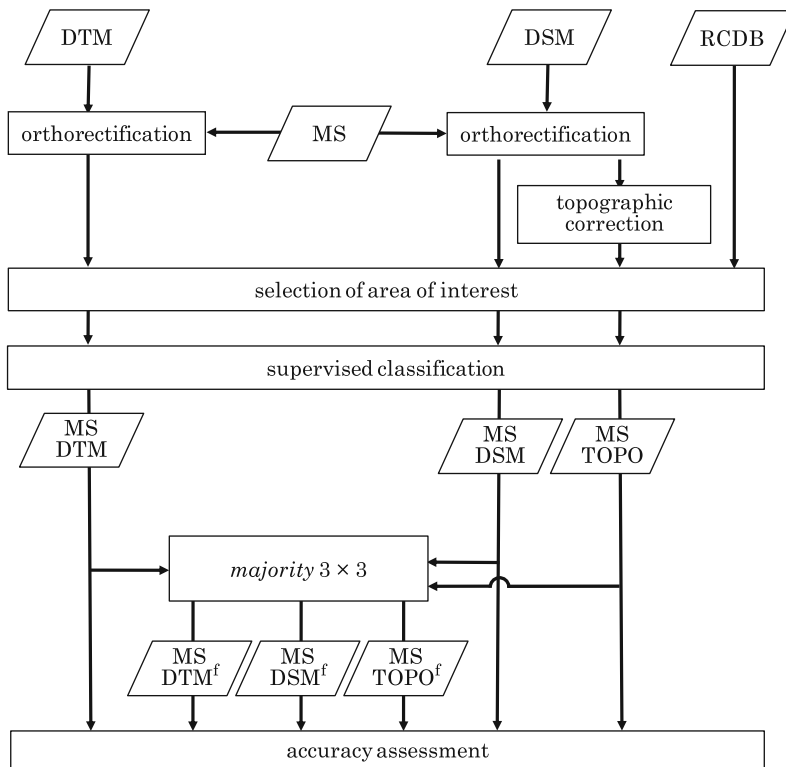 DTM
DSM
RCDB
orthorectification
MS
orthorectification
topographic
correction
selection of area of interest
supervised classification
MS
DTM
MS
DSM
MS
TOPO
majority 3 × 3
MS
DTMᶠ
MS
DSMᶠ
MS
TOPOᶠ
accuracy assessment